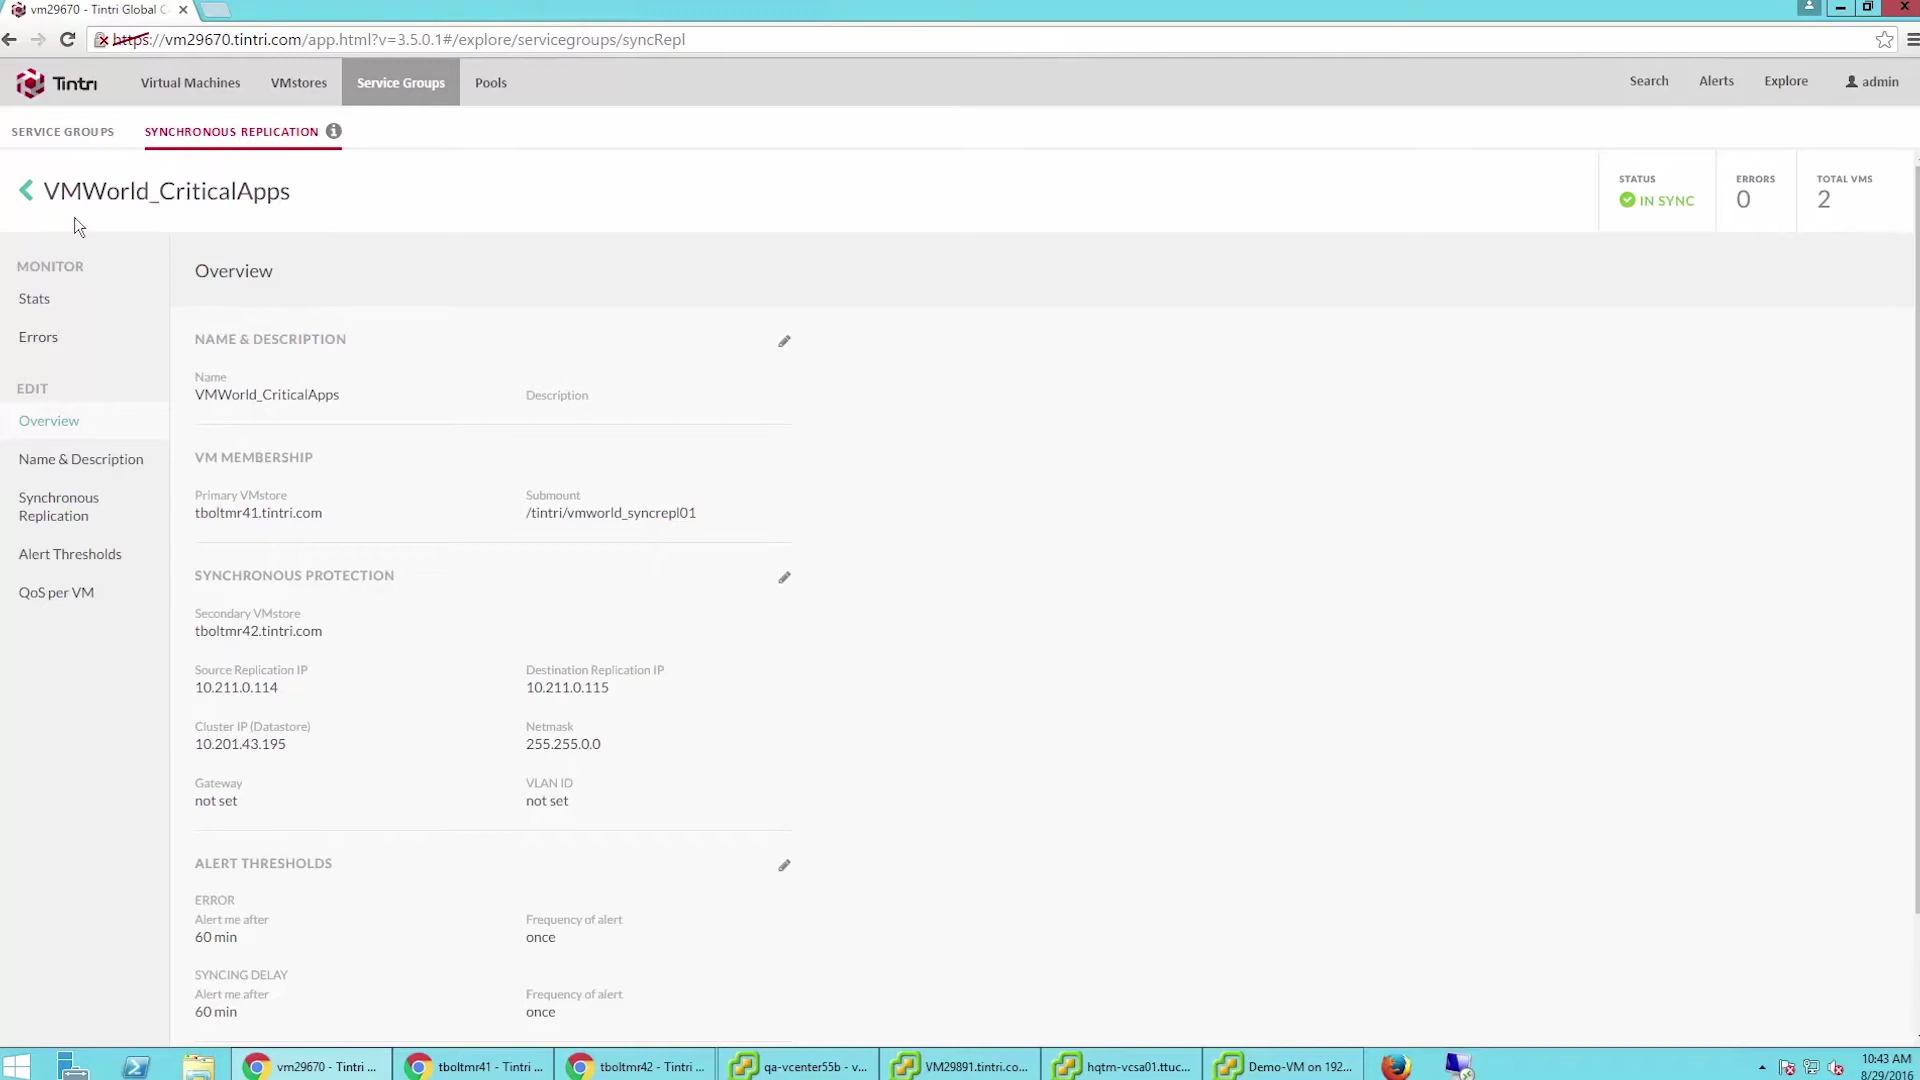 vm29670 - Tintri Global C
https://vm29670.tintri.com/app.html?v=3.5.0.1#/explore/servicegroups/syncRepl
Tintri Virtual Machines VMstores Service Groups Pools Search Alerts Explore admin
SERVICE GROUPS SYNCHRONOUS REPLICATION
VMWorld_CriticalApps
STATUS ERRORS TOTAL VMS
IN SYNC 0 2
MONITOR
Stats
Errors
EDIT
Overview
Name & Description
Synchronous
Replication
Alert Thresholds
QoS per VM
Overview
NAME & DESCRIPTION
Name
VMWorld_CriticalApps
Description
VM MEMBERSHIP
Primary VMstore Submount
tboltmr41.tintri.com /tintri/vmworld_syncrepl01
SYNCHRONOUS PROTECTION
Secondary VMstore
tboltmr42.tintri.com
Source Replication IP Destination Replication IP
10.211.0.114 10.211.0.115
Cluster IP (Datastore) Netmask
10.201.43.195 255.255.0.0
Gateway VLAN ID
not set not set
ALERT THRESHOLDS
ERROR
Alert me after Frequency of alert
60 min once
SYNCING DELAY
Alert me after Frequency of alert
60 min once
vm29670 - Tintri ... tboltmr41 - Tintri ... tboltmr42 - Tintri ... qa-vcenter55b - v... VM29891.tintri.co... hqtm-vcsa01.ttuc... Demo-VM on 192... 10:43 AM
8/29/2016